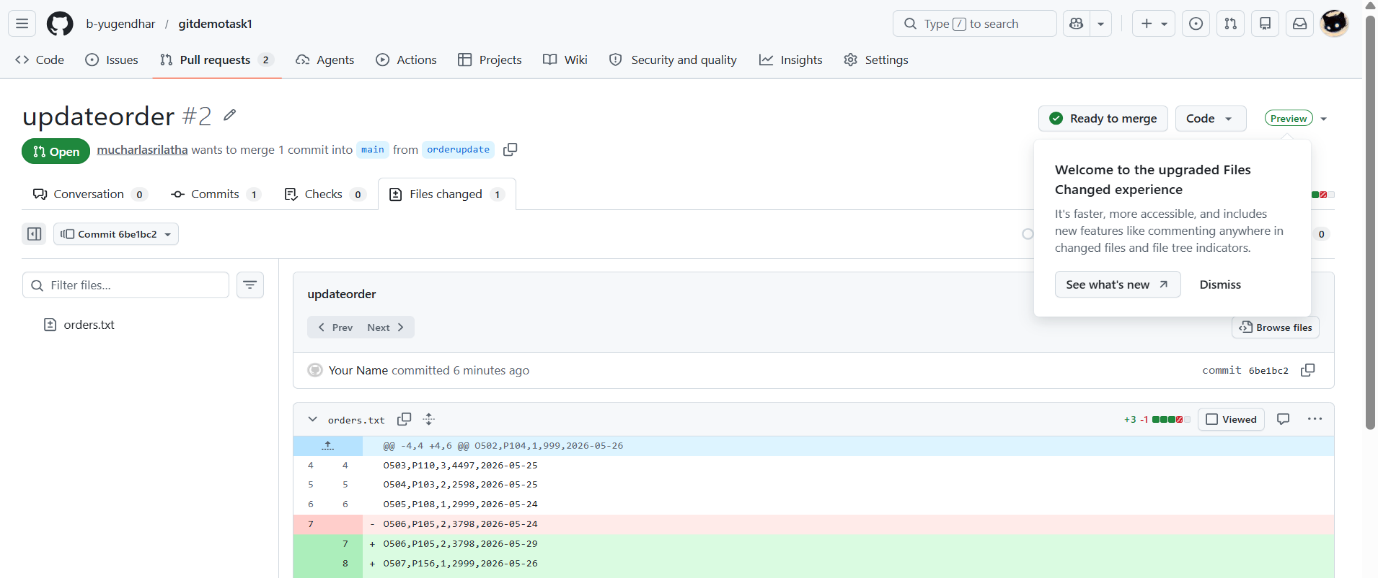 b-yugendhar / gitdemotask1
Type / to search
Code
Issues
Pull requests 2
Agents
Actions
Projects
Wiki
Security and quality
Insights
Settings
updateorder #2
Ready to merge
Code
Preview
Open
mucharlasrilatha wants to merge 1 commit into main from orderupdate
Welcome to the upgraded Files
Changed experience
It's faster, more accessible, and includes
new features like commenting anywhere in
changed files and file tree indicators.
See what's new
Dismiss
Conversation 0
Commits 1
Checks 0
Files changed 1
Commit 6be1bc2
0
Filter files...
orders.txt
updateorder
Prev Next
Browse files
Your Name committed 6 minutes ago
commit 6be1bc2
orders.txt
+3 -1
Viewed
@@ -4,4 +4,6 @@ O502,P104,1,999,2026-05-26
4 4 O503,P110,3,4497,2026-05-25
5 5 O504,P103,2,2598,2026-05-25
6 6 O505,P108,1,2999,2026-05-24
7 - O506,P105,2,3798,2026-05-24
7 + O506,P105,2,3798,2026-05-29
8 + O507,P156,1,2999,2026-05-26